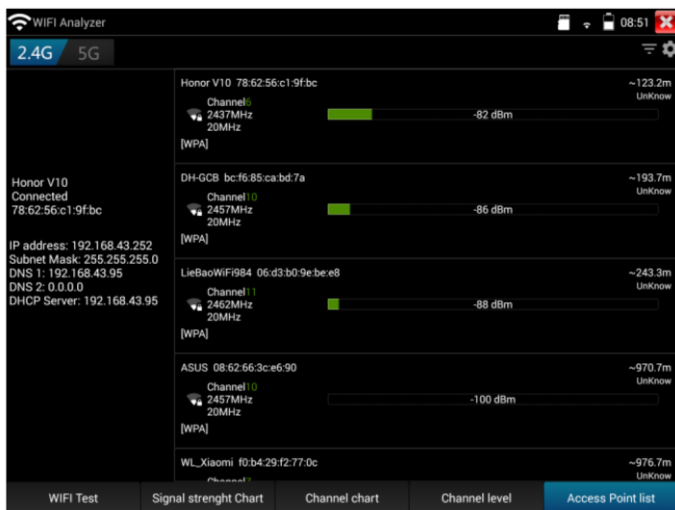 WIFI Analyzer
08:51
2.4G 5G
Honor V10
Connected
78:62:56:c1:9f:bc
IP address: 192.168.43.252
Subnet Mask: 255.255.255.0
DNS 1: 192.168.43.95
DNS 2: 0.0.0.0
DHCP Server: 192.168.43.95
Honor V10 78:62:56:c1:9f:bc ~123.2m
UnKnow
Channel6
2437MHz
20MHz
-82 dBm
[WPA]
DH-GCB bc:f6:85:ca:bd:7a ~193.7m
UnKnow
Channel10
2457MHz
20MHz
-86 dBm
[WPA]
LieBaoWiFi984 06:d3:b0:9e:be:e8 ~243.3m
UnKnow
Channel11
2462MHz
20MHz
-88 dBm
[WPA]
ASUS 08:62:66:3c:e6:90 ~970.7m
UnKnow
Channel10
2457MHz
20MHz
-100 dBm
[WPA]
WL_Xiaomi f0:b4:29:f2:77:0c ~976.7m
UnKnow
WIFI Test Signal strenght Chart Channel chart Channel level Access Point list